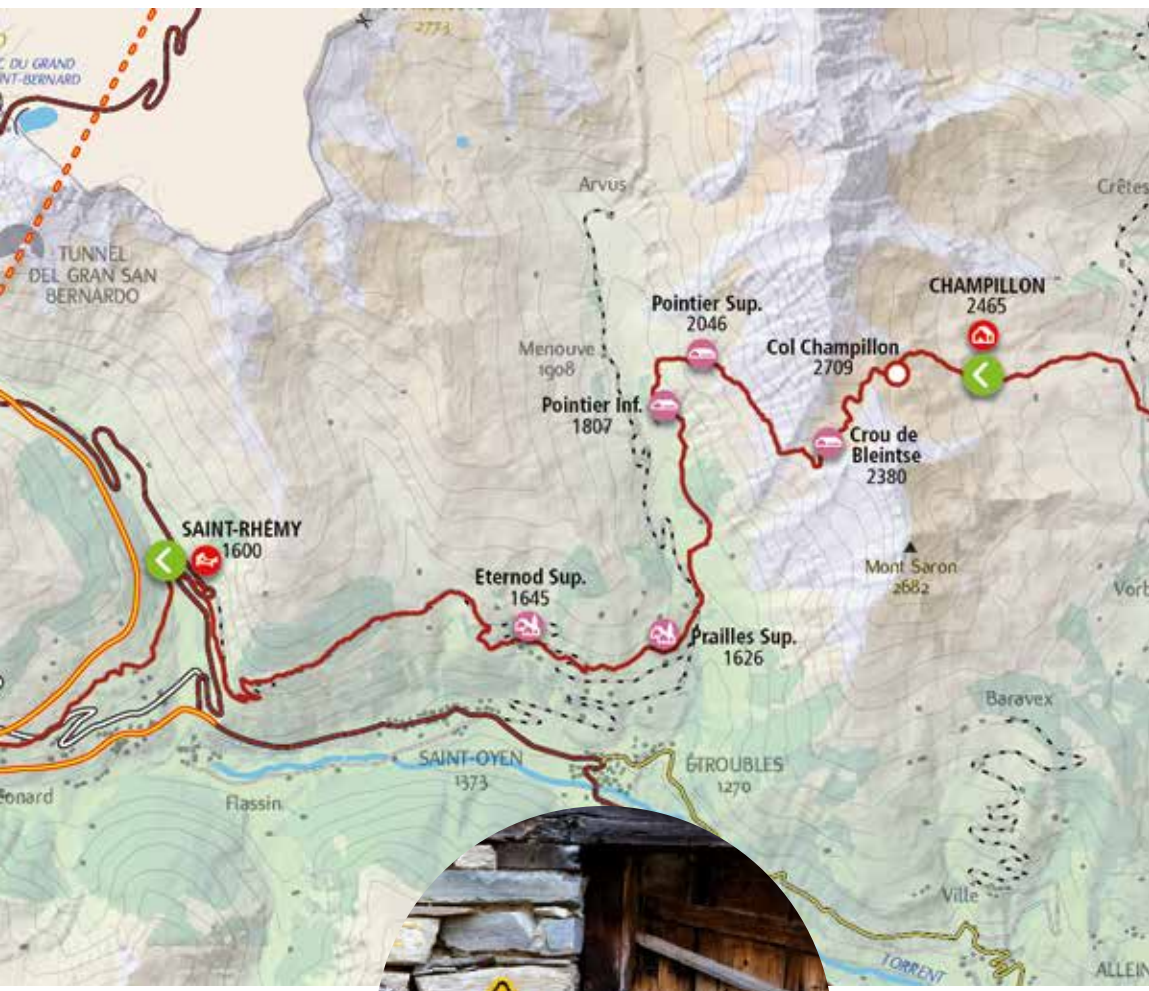 DU GRAND
NT-BERNARD
2773
TUNNEL
DEL GRAN SAN
BERNARDO
Arvus
Crêtes
CHAMPILLON
2465
Pointier Sup.
2046
Menouve
1908
Col Champillon
2709
Pointier Inf.
1807
Crou de
Bleintse
2380
SAINT-RHÉMY
1600
Mont Saron
2682
Eternod Sup.
1645
Vorb
Prailles Sup.
1626
Baravex
SAINT-OYEN
1373
ÉTROUBLES
1270
eonard
Flassin
Ville
TORRENT
ALLEIN